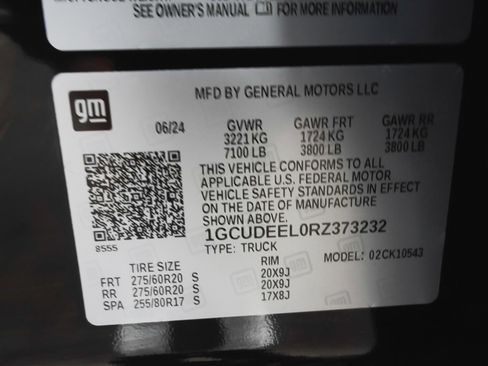 SEE OWNER'S MANUAL FOR MORE INFORMATION
gm
MFD BY GENERAL MOTORS LLC
06/24 GVWR GAWR FRT GAWR RR
3221 KG 1724 KG 1724 KG
7100 LB 3800 LB 3800 LB
THIS VEHICLE CONFORMS TO ALL
APPLICABLE U.S. FEDERAL MOTOR
VEHICLE SAFETY STANDARDS IN EFFECT
ON THE DATE OF MANUFACTURE
SHOWN ABOVE.
1GCUDEEL0RZ373232
8555
TYPE: TRUCK MODEL: 02CK10543
TIRE SIZE RIM
FRT 275/60R20 S 20X9J
RR 275/60R20 S 20X9J
SPA 255/80R17 S 17X8J